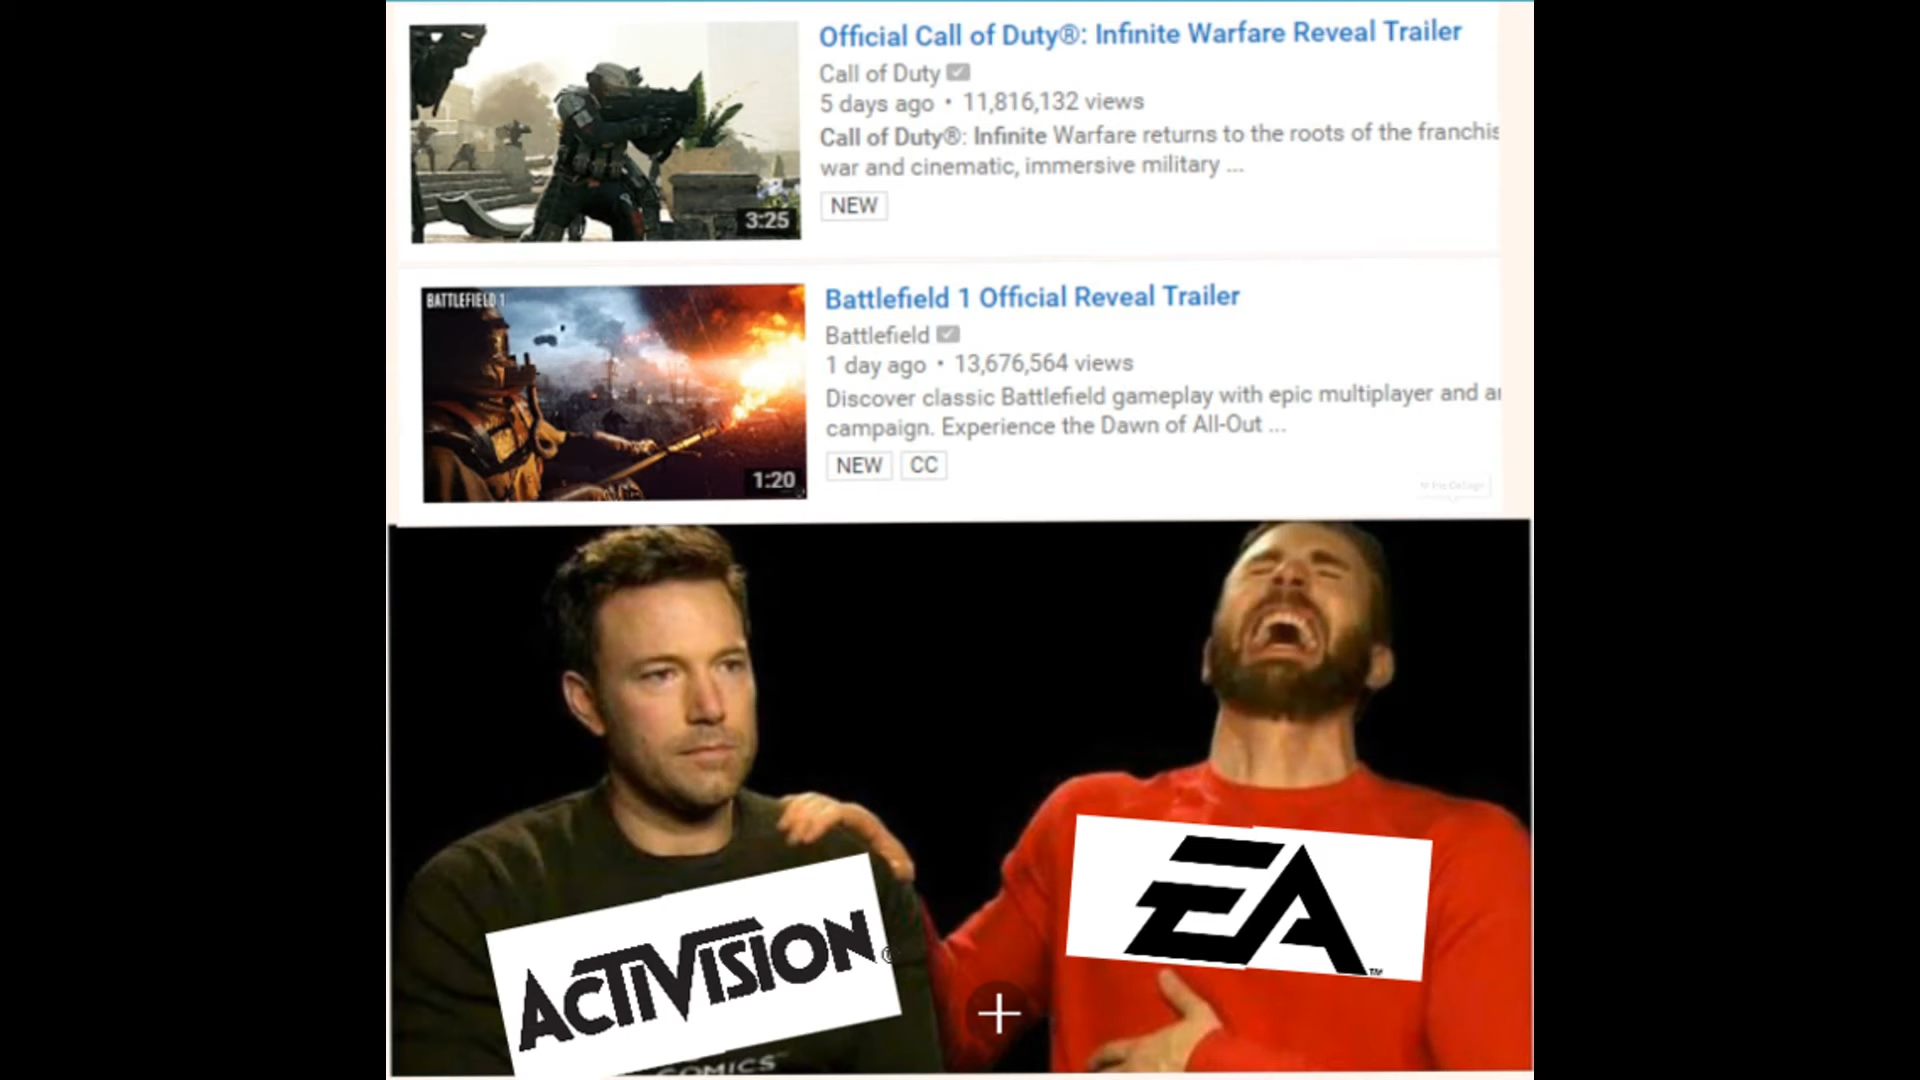 Official Call of Duty®: Infinite Warfare Reveal Trailer
Call of Duty
5 days ago • 11,816,132 views
Call of Duty®: Infinite Warfare returns to the roots of the franchis
war and cinematic, immersive military ...
NEW
3:25
BATTLEFIELD 1
Battlefield 1 Official Reveal Trailer
Battlefield
1 day ago • 13,676,564 views
Discover classic Battlefield gameplay with epic multiplayer and a
campaign. Experience the Dawn of All-Out ...
NEW CC
1:20
ACTIVISION®
EA™
COMICS™